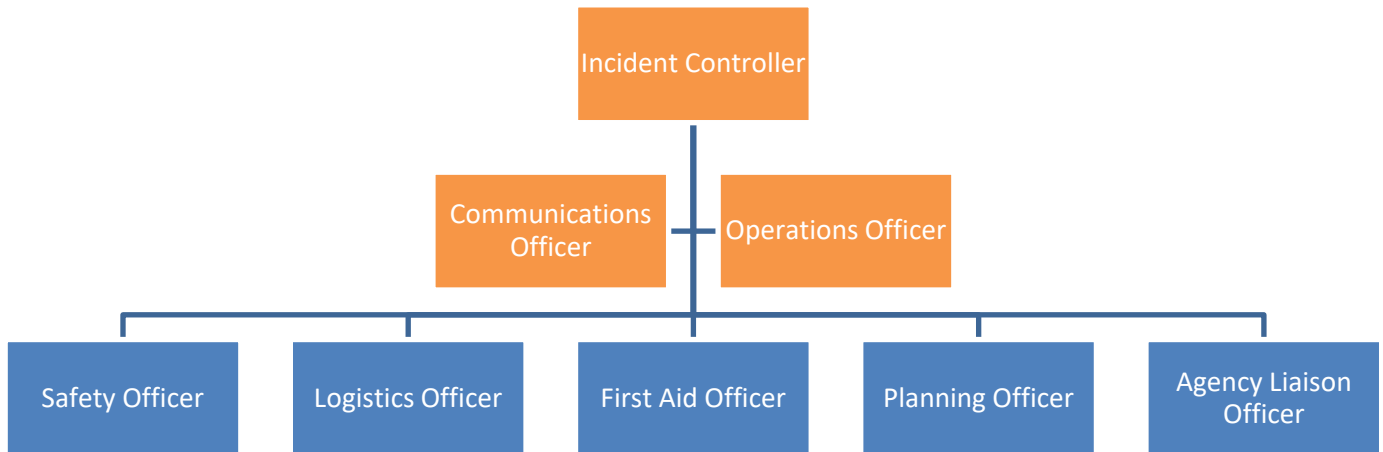 Incident Controller
Communications
Officer
Operations Officer
Safety Officer
Logistics Officer
First Aid Officer
Planning Officer
Agency Liaison
Officer